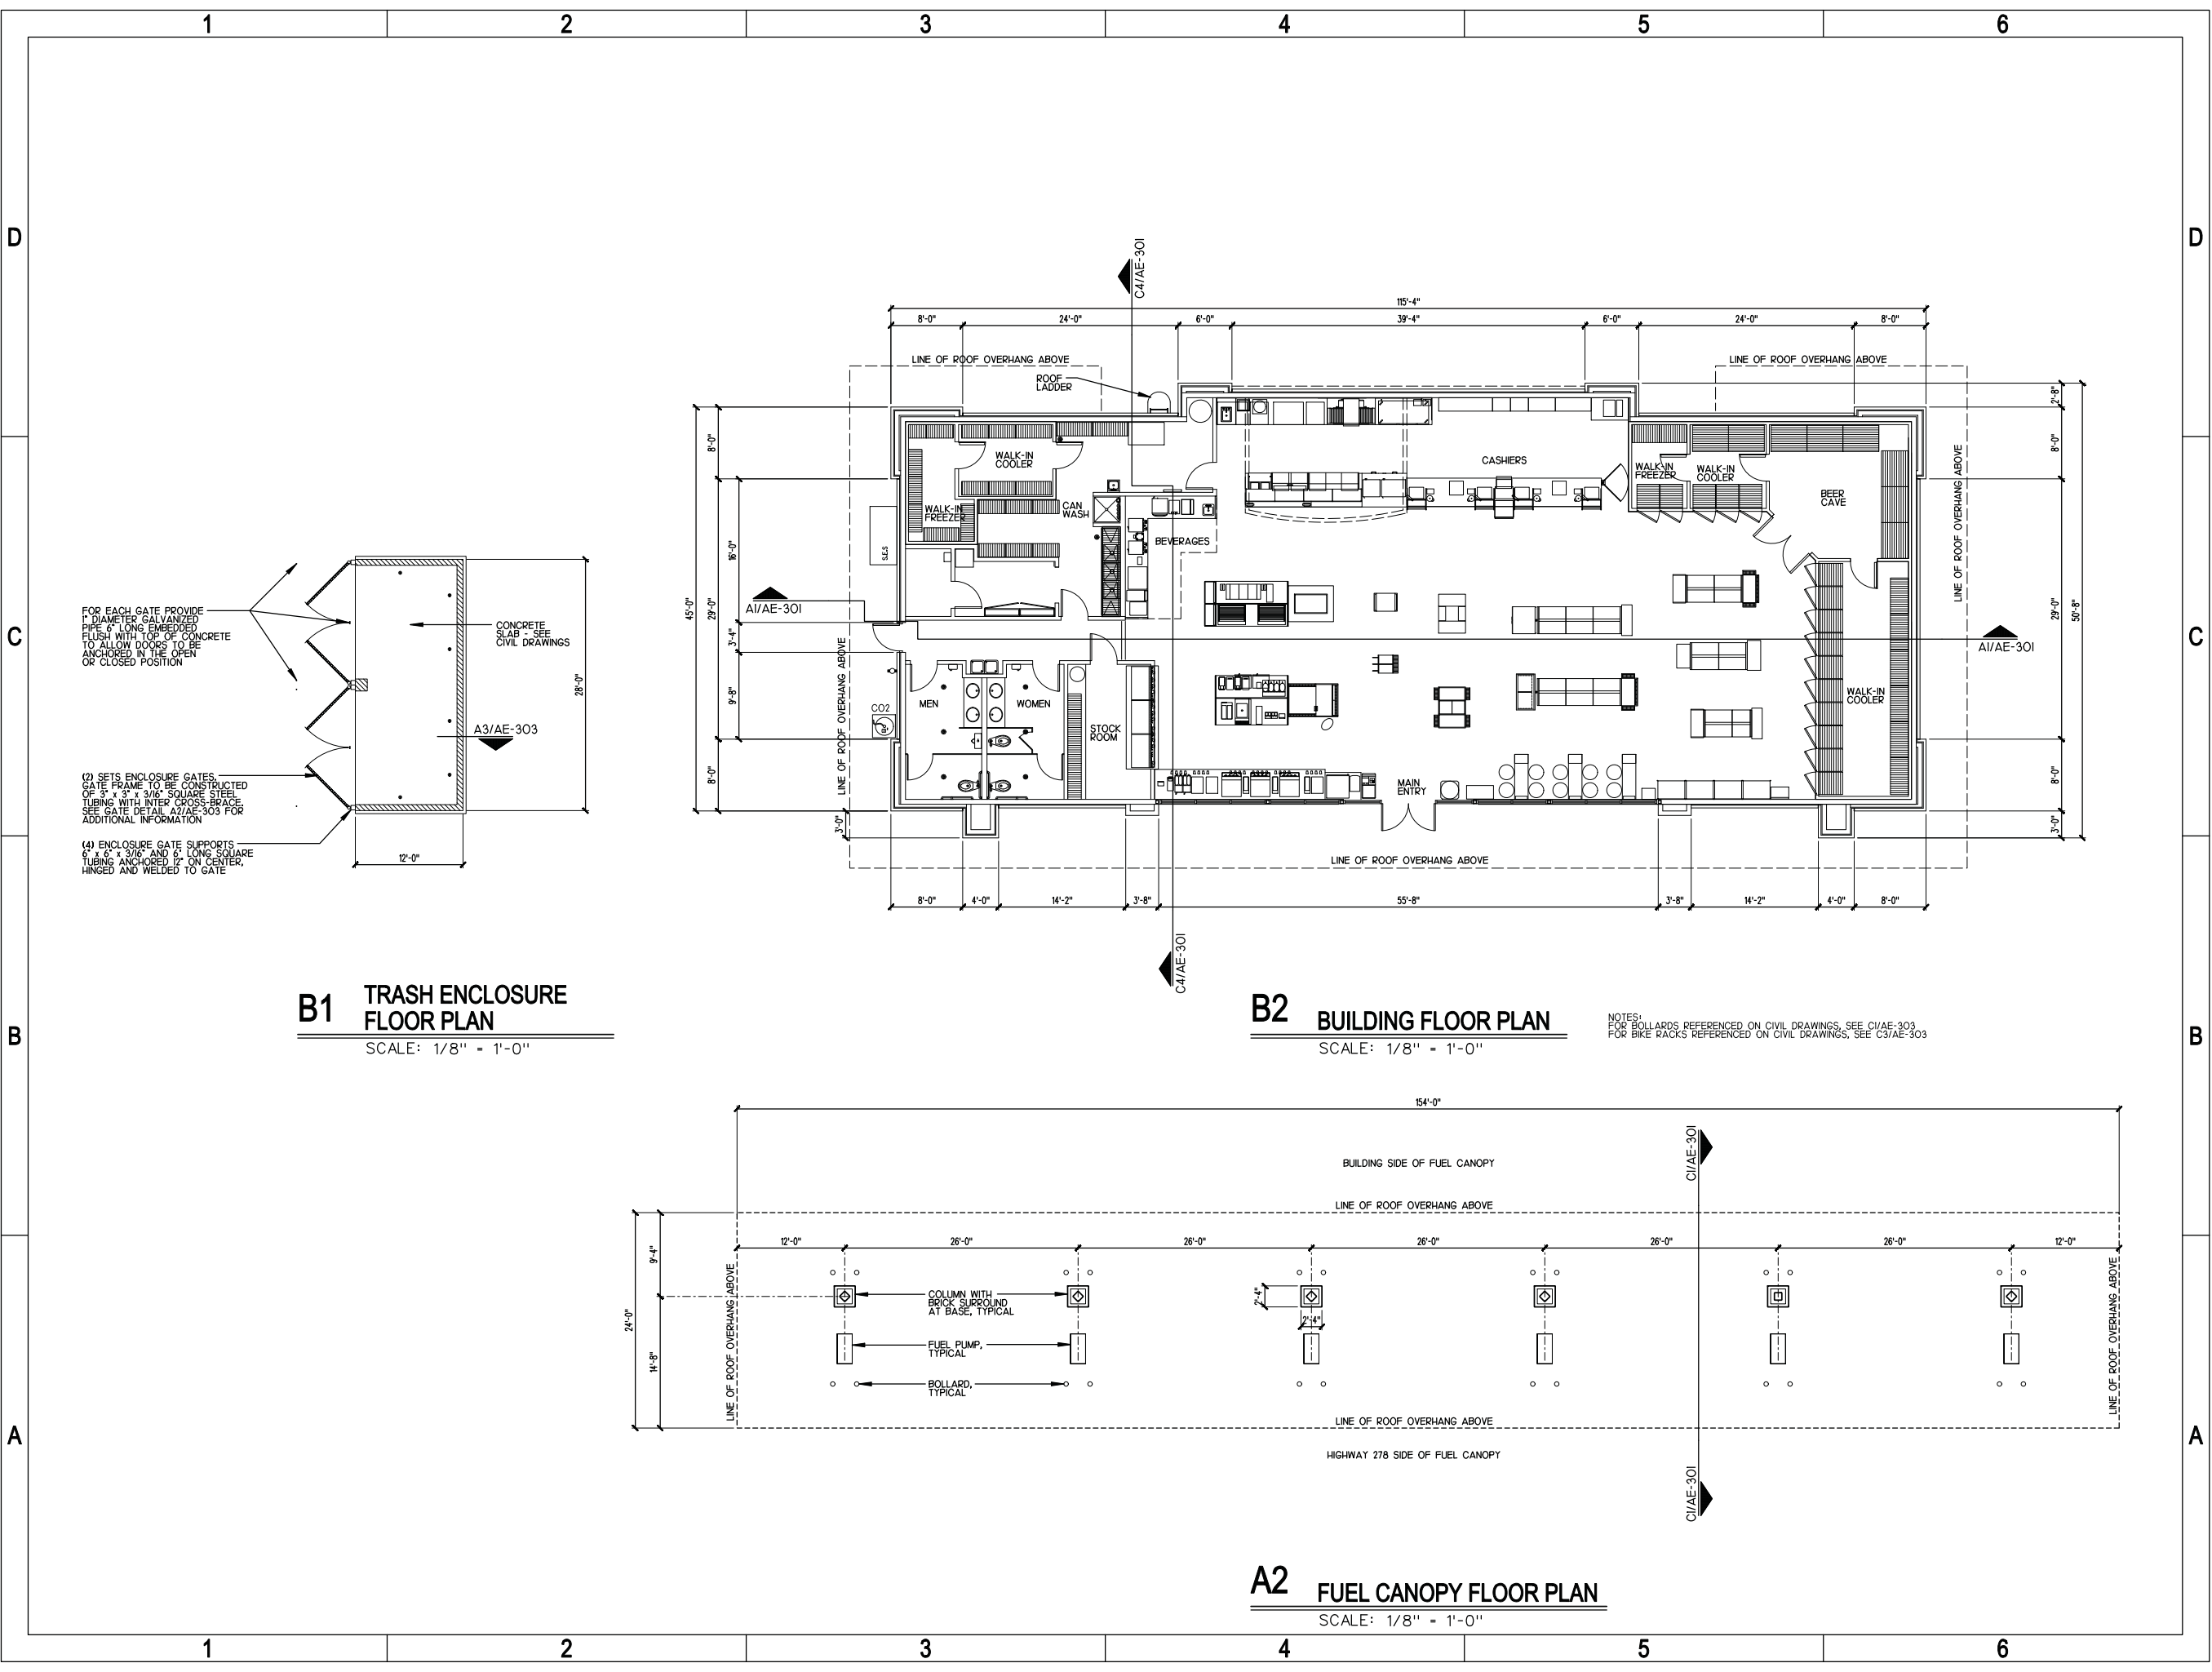 1 2 3 4 5 6
D D
C4/AE-301
115'-4"
8'-0" 24'-0" 6'-0" 39'-4" 6'-0" 24'-0" 8'-0"
LINE OF ROOF OVERHANG ABOVE
LINE OF ROOF OVERHANG ABOVE
ROOF
LADDER
2'-8"
8'-0"
29'-0"
50'-8"
8'-0"
3'-0"
45'-0"
8'-0"
29'-0"
8'-0"
16'-0"
3'-4"
9'-8"
3'-0"
WALK-IN
COOLER
WALK-IN
FREEZER
CAN
WASH
BEVERAGES
CASHIERS
WALK-IN
FREEZER
WALK-IN
COOLER
BEER
CAVE
LINE OF ROOF OVERHANG ABOVE
S.E.S
A1/AE-301
A1/AE-301
LINE OF ROOF OVERHANG ABOVE
CO2
MEN
WOMEN
STOCK
ROOM
WALK-IN
COOLER
MAIN
ENTRY
LINE OF ROOF OVERHANG ABOVE
8'-0" 4'-0" 14'-2" 3'-8" 55'-8" 3'-8" 14'-2" 4'-0" 8'-0"
C4/AE-301
C C
FOR EACH GATE PROVIDE
1" DIAMETER GALVANIZED
PIPE 6" LONG EMBEDDED
FLUSH WITH TOP OF CONCRETE
TO ALLOW DOORS TO BE
ANCHORED IN THE OPEN
OR CLOSED POSITION
CONCRETE
SLAB - SEE
CIVIL DRAWINGS
28'-0"
A3/AE-303
(2) SETS ENCLOSURE GATES,
GATE FRAME TO BE CONSTRUCTED
OF 3" x 3" x 3/16" SQUARE STEEL
TUBING WITH INTER CROSS-BRACE.
SEE GATE DETAIL A2/AE-303 FOR
ADDITIONAL INFORMATION
(4) ENCLOSURE GATE SUPPORTS
6" x 6" x 3/16" AND 6' LONG SQUARE
TUBING ANCHORED 12" ON CENTER,
HINGED AND WELDED TO GATE
12'-0"
B1 TRASH ENCLOSURE
FLOOR PLAN
SCALE: 1/8" = 1'-0"
B2 BUILDING FLOOR PLAN
SCALE: 1/8" = 1'-0"
NOTES:
FOR BOLLARDS REFERENCED ON CIVIL DRAWINGS, SEE C1/AE-303
FOR BIKE RACKS REFERENCED ON CIVIL DRAWINGS, SEE C3/AE-303
B B
154'-0"
C1/AE-301
BUILDING SIDE OF FUEL CANOPY
LINE OF ROOF OVERHANG ABOVE
12'-0" 26'-0" 26'-0" 26'-0" 26'-0" 26'-0" 12'-0"
24'-0"
9'-4"
14'-8"
LINE OF ROOF OVERHANG ABOVE
COLUMN WITH
BRICK SURROUND
AT BASE, TYPICAL
2'-4"
2'-4"
FUEL PUMP,
TYPICAL
BOLLARD,
TYPICAL
LINE OF ROOF OVERHANG ABOVE
LINE OF ROOF OVERHANG ABOVE
HIGHWAY 278 SIDE OF FUEL CANOPY
C1/AE-301
A A
A2 FUEL CANOPY FLOOR PLAN
SCALE: 1/8" = 1'-0"
1 2 3 4 5 6